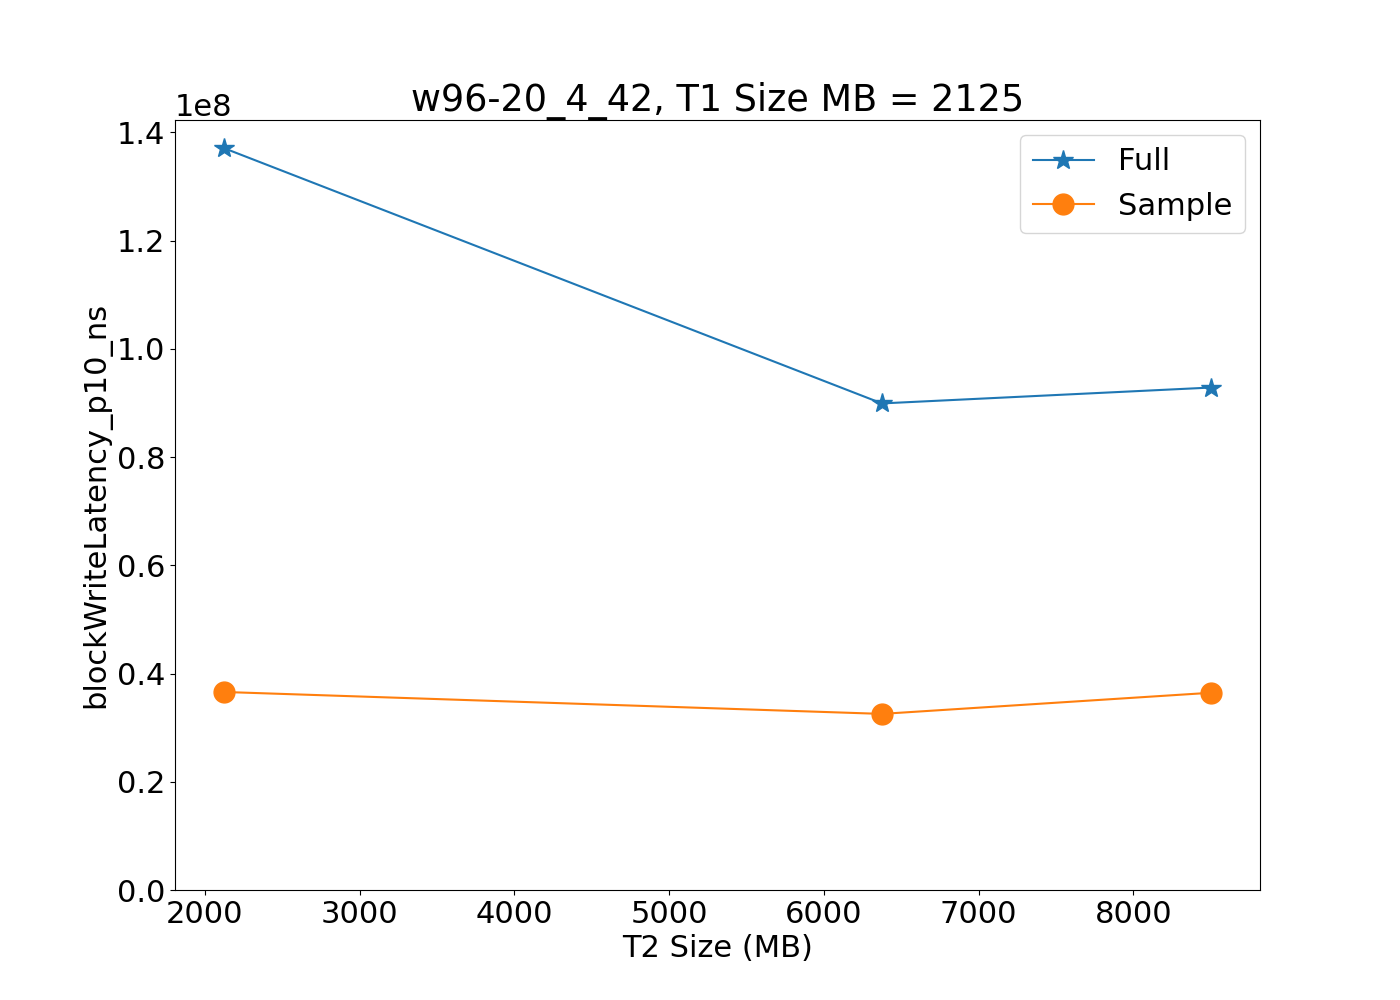 w96-20_4_42, T1 Size MB = 2125
1e8
Full
Sample
1.4
1.2
1.0
0.8
0.6
0.4
0.2
0.0
blockWriteLatency_p10_ns
2000 3000 4000 5000 6000 7000 8000
T2 Size (MB)